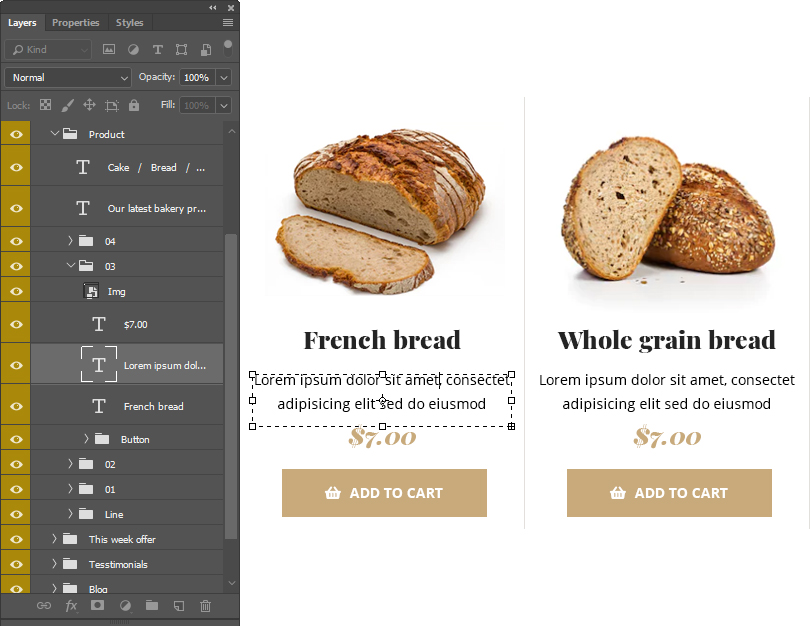 Layers Properties Styles
Kind
Normal Opacity: 100%
Lock: Fill: 100%
Product
Cake / Bread / ...
Our latest bakery pr...
04
03
Img
$7.00
Lorem ipsum dol...
French bread
Button
02
01
Line
This week offer
Tesstimonials
Blog
French bread
Lorem ipsum dolor sit amet, consectet
adipisicing elit sed do eiusmod
$7.00
ADD TO CART
Whole grain bread
Lorem ipsum dolor sit amet, consectet
adipisicing elit sed do eiusmod
$7.00
ADD TO CART